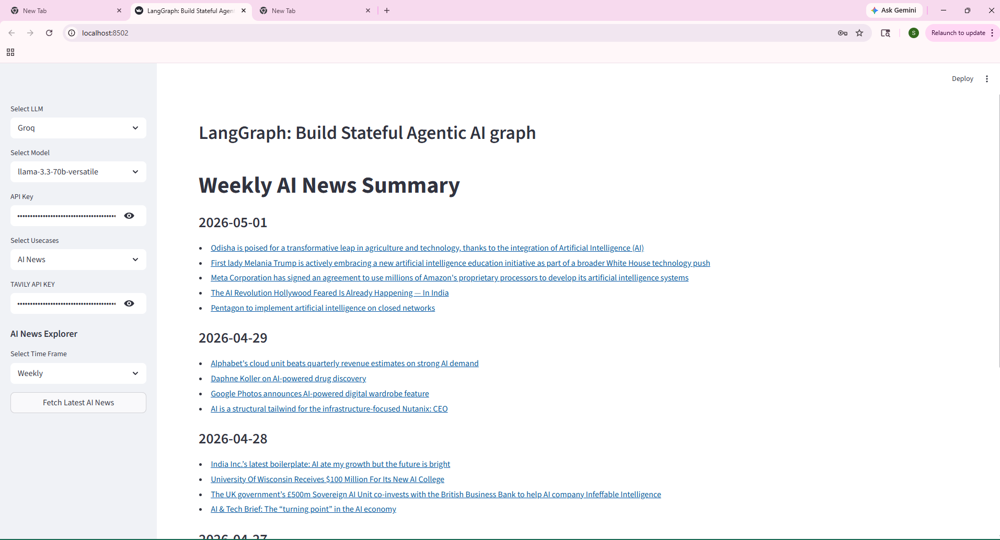 New Tab
LangGraph: Build Stateful Agen
New Tab
Ask Gemini
localhost:8502
S
Relaunch to update
Deploy
Select LLM
Groq
Select Model
llama-3.3-70b-versatile
API Key
Select Usecases
AI News
TAVILY API KEY
AI News Explorer
Select Time Frame
Weekly
Fetch Latest AI News
LangGraph: Build Stateful Agentic AI graph
Weekly AI News Summary
2026-05-01
Odisha is poised for a transformative leap in agriculture and technology, thanks to the integration of Artificial Intelligence (AI)
First lady Melania Trump is actively embracing a new artificial intelligence education initiative as part of a broader White House technology push
Meta Corporation has signed an agreement to use millions of Amazon's proprietary processors to develop its artificial intelligence systems
The AI Revolution Hollywood Feared Is Already Happening — In India
Pentagon to implement artificial intelligence on closed networks
2026-04-29
Alphabet's cloud unit beats quarterly revenue estimates on strong AI demand
Daphne Koller on AI-powered drug discovery
Google Photos announces AI-powered digital wardrobe feature
AI is a structural tailwind for the infrastructure-focused Nutanix: CEO
2026-04-28
India Inc.’s latest boilerplate: AI ate my growth but the future is bright
University Of Wisconsin Receives $100 Million For Its New AI College
The UK government’s £500m Sovereign AI Unit co-invests with the British Business Bank to help AI company Infeffable Intelligence
AI & Tech Brief: The “turning point” in the AI economy
2026-04-27